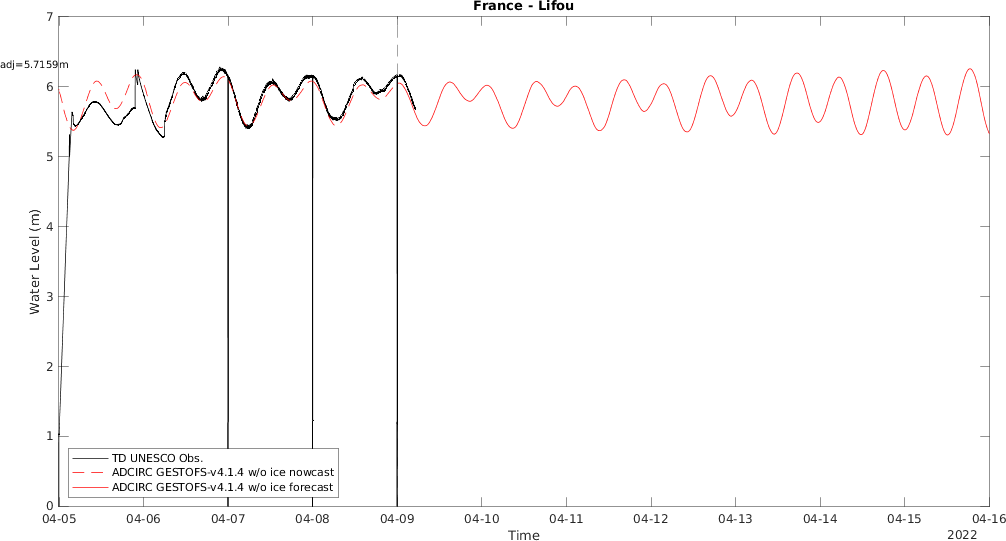 France - Lifou
adj=5.7159m
Water Level (m)
7
6
5
4
3
2
1
0
TD UNESCO Obs.
ADCIRC GESTOFS-v4.1.4 w/o ice nowcast
ADCIRC GESTOFS-v4.1.4 w/o ice forecast
04-05 04-06 04-07 04-08 04-09 04-10 04-11 04-12 04-13 04-14 04-15 04-16
Time
2022